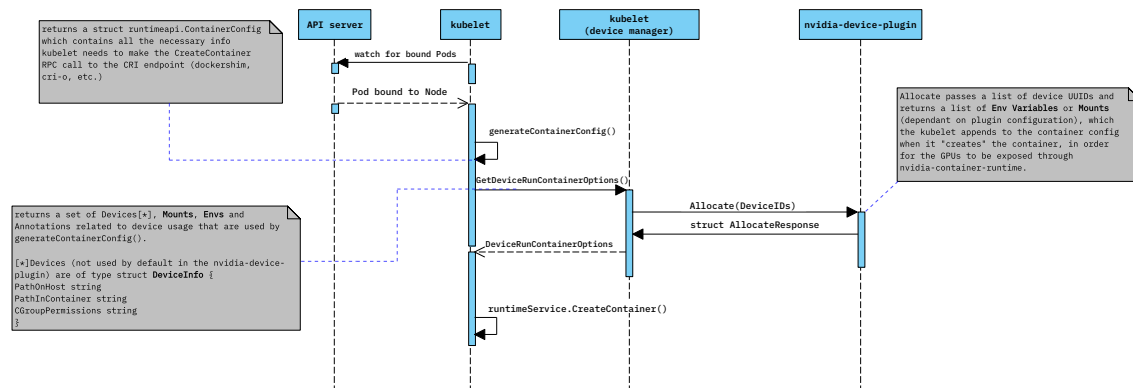 returns a struct runtimeapi.ContainerConfig
which contains all the necessary info
kubelet needs to make the CreateContainer
RPC call to the CRI endpoint (dockershim,
cri-o, etc.)
API server
kubelet
kubelet
(device manager)
nvidia-device-plugin
watch for bound Pods
Pod bound to Node
generateContainerConfig()
Allocate passes a list of device UUIDs and
returns a list of Env Variables or Mounts
(dependant on plugin configuration), which
the kubelet appends to the container config
when it "creates" the container, in order
for the GPUs to be exposed through
nvidia-container-runtime.
GetDeviceRunContainerOptions()
Allocate(DeviceIDs)
struct AllocateResponse
DeviceRunContainerOptions
returns a set of Devices[*], Mounts, Envs and
Annotations related to device usage that are used by
generateContainerConfig().
[*]Devices (not used by default in the nvidia-device-
plugin) are of type struct DeviceInfo {
PathOnHost string
PathInContainer string
CGroupPermissions string
}
runtimeService.CreateContainer()